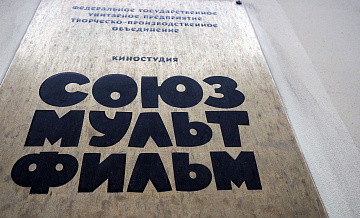 ФЕДЕРАЛЬНОЕ ГОСУДАРСТВЕННОЕ
УНИТАРНОЕ ПРЕДПРИЯТИЕ
ТВОРЧЕСКО-ПРОИЗВОДСТВЕННОЕ
ОБЪЕДИНЕНИЕ
КИНОСТУДИЯ
СОЮЗ
МУЛЬТ
ФИЛЬМ